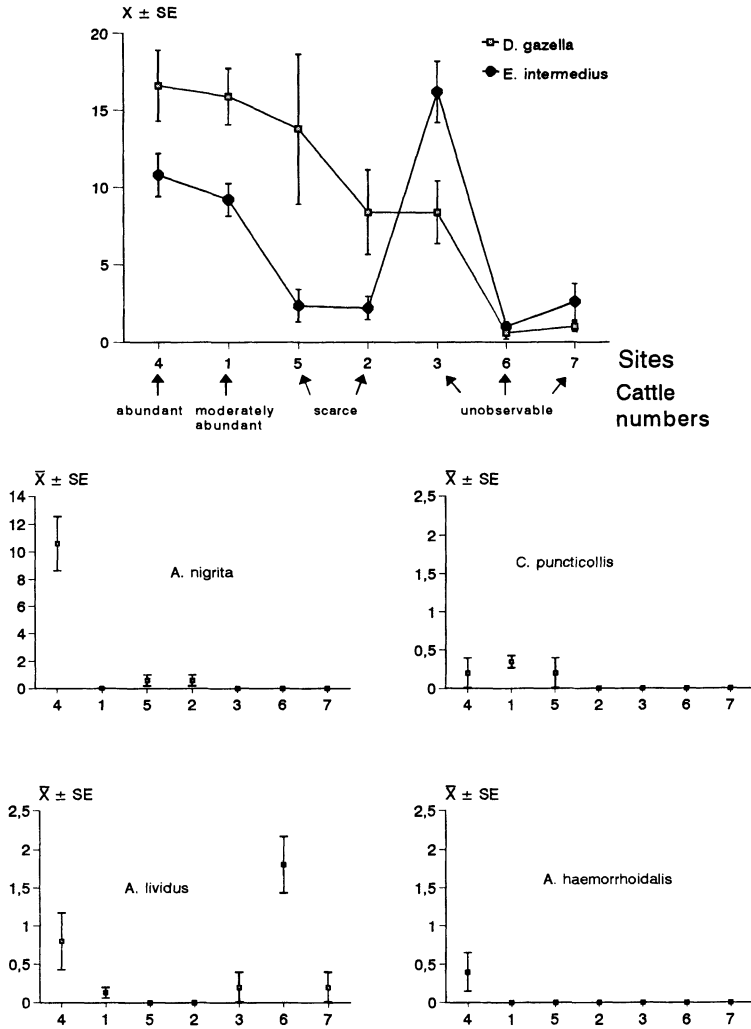 X ± SE
20
15
10
5
0
D. gazella
E. intermedius
4 1 5 2 3 6 7 Sites
abundant moderately abundant scarce unobservable Cattle numbers
X̅ ± SE
14
12
10
8
6
4
2
0
A. nigrita
4 1 5 2 3 6 7
X̅ ± SE
2,5
2
1,5
1
0,5
0
C. puncticollis
4 1 5 2 3 6 7
X̅ ± SE
2,5
2
1,5
1
0,5
0
A. lividus
4 1 5 2 3 6 7
X̅ ± SE
2,5
2
1,5
1
0,5
0
A. haemorrhoidalis
4 1 5 2 3 6 7